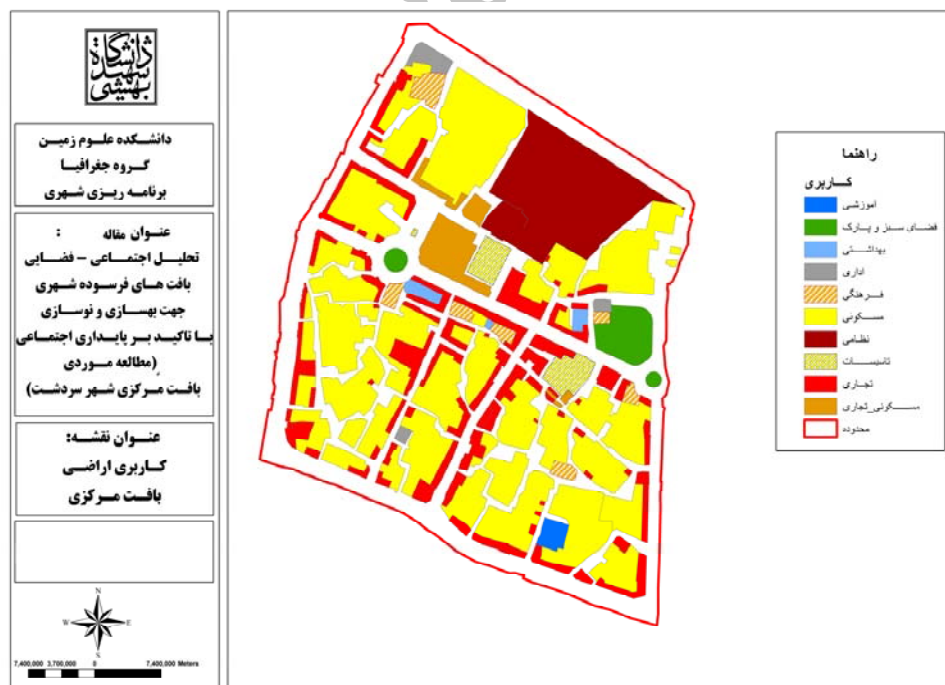 دانشگاه
شهید
بهشتی
دانشکده علوم زمین
گروه جغرافیا
برنامه ریزی شهری
عنوان مقاله :
تحلیل اجتماعی - فضایی
بافت های فرسوده شهری
جهت بهسازی و نوسازی
با تاکید بر پایداری اجتماعی
(مطالعه موردی
بافت مرکزی شهر سردشت)
عنوان نقشه:
کاربری اراضی
بافت مرکزی
N
W E
S
7,400,000 3,700,000 0 7,400,000 Meters
راهنما
کاربری
آموزشی
فضای سبز و پارک
بهداشتی
اداری
فرهنگی
مسکونی
نظامی
تاسیسات
تجاری
مسکونی_تجاری
محدوده